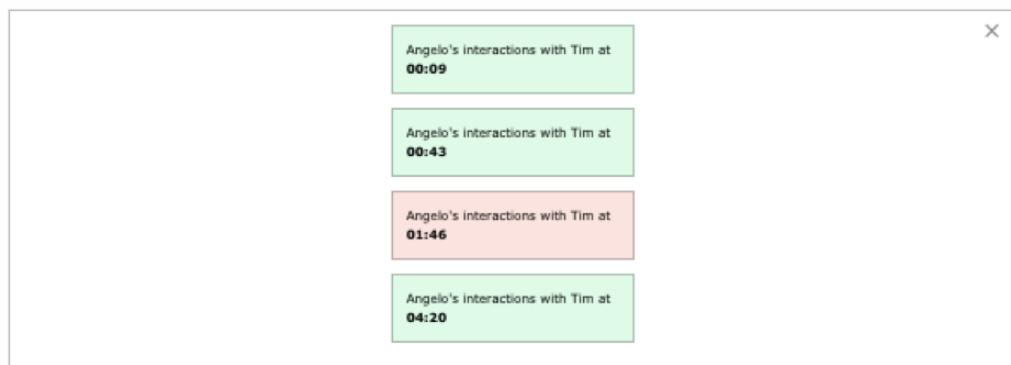 Angelo's interactions with Tim at
00:09
Angelo's interactions with Tim at
00:43
Angelo's interactions with Tim at
01:46
Angelo's interactions with Tim at
04:20